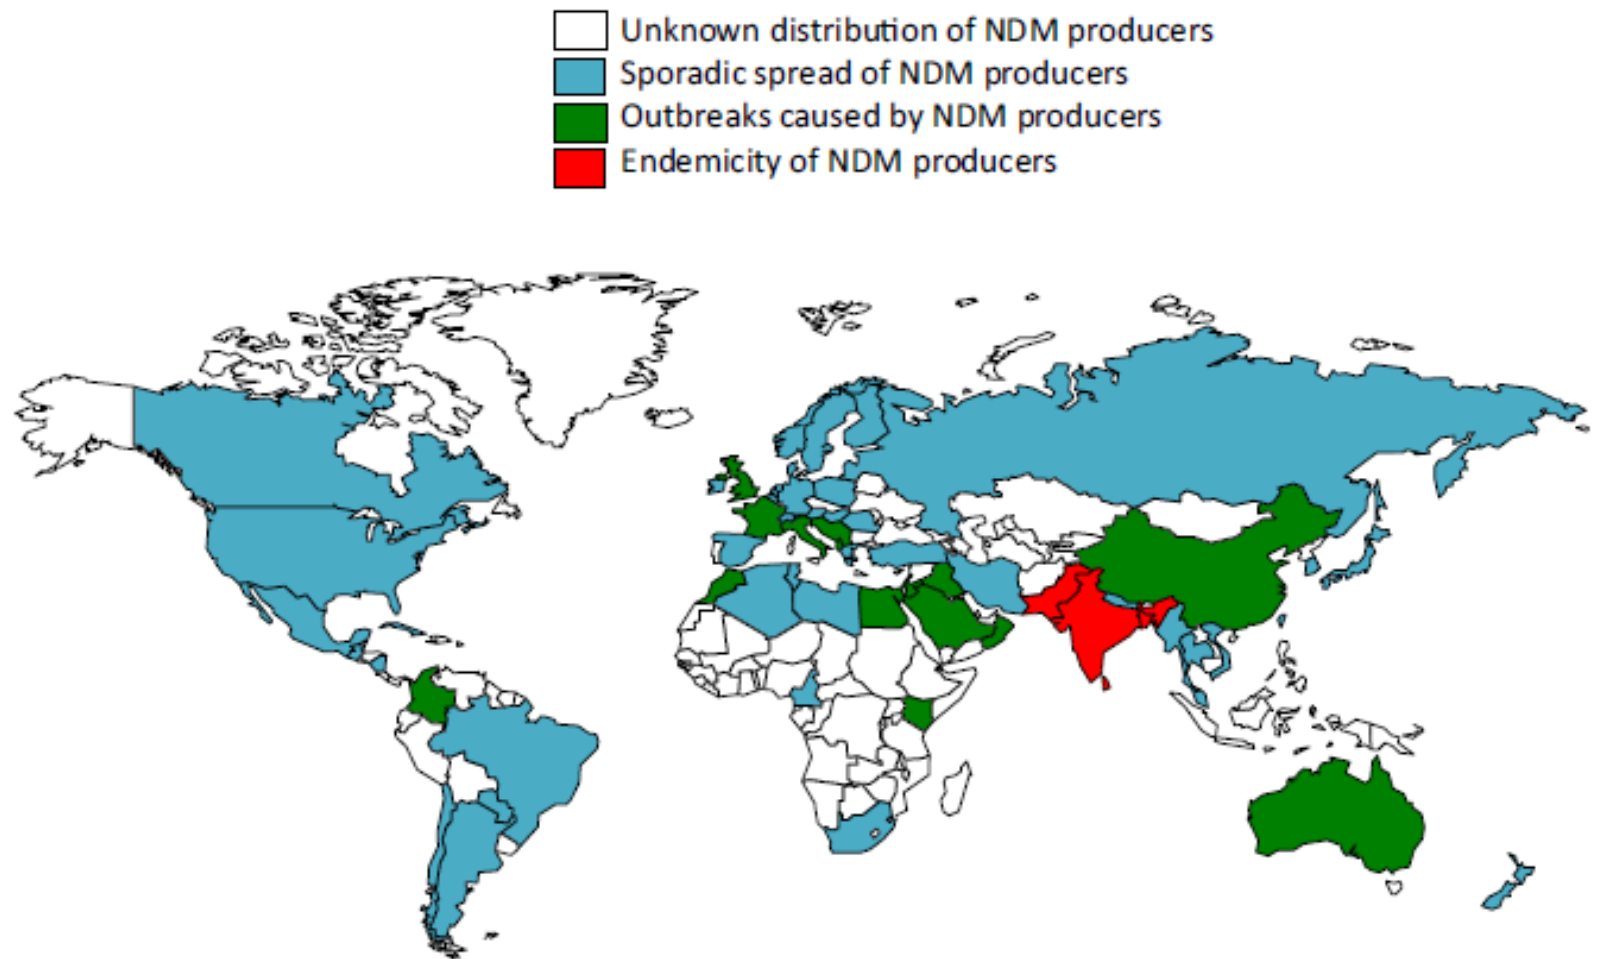 Unknown distribution of NDM producers
Sporadic spread of NDM producers
Outbreaks caused by NDM producers
Endemicity of NDM producers